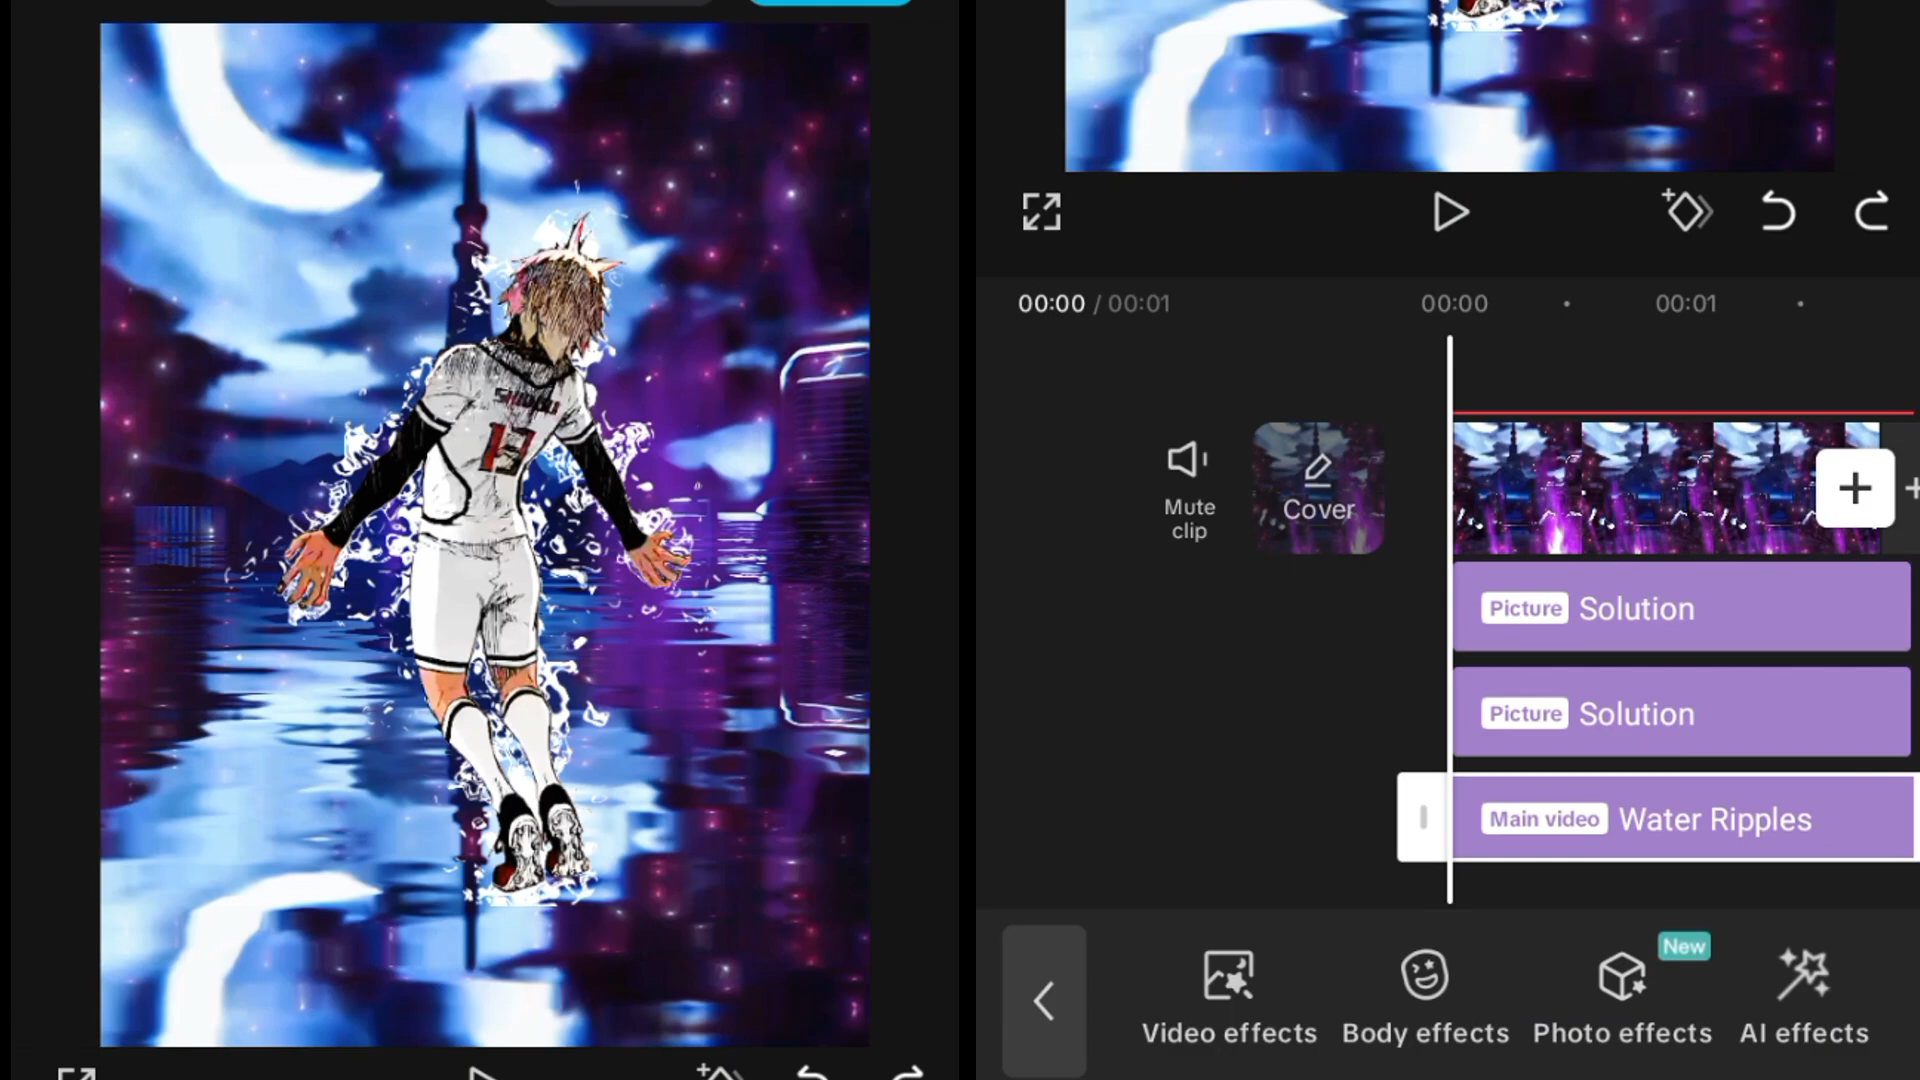 13
00:00 / 00:01
00:00
00:01
Mute
clip
Cover
Picture Solution
Picture Solution
Main video Water Ripples
New
Video effects
Body effects
Photo effects
AI effects